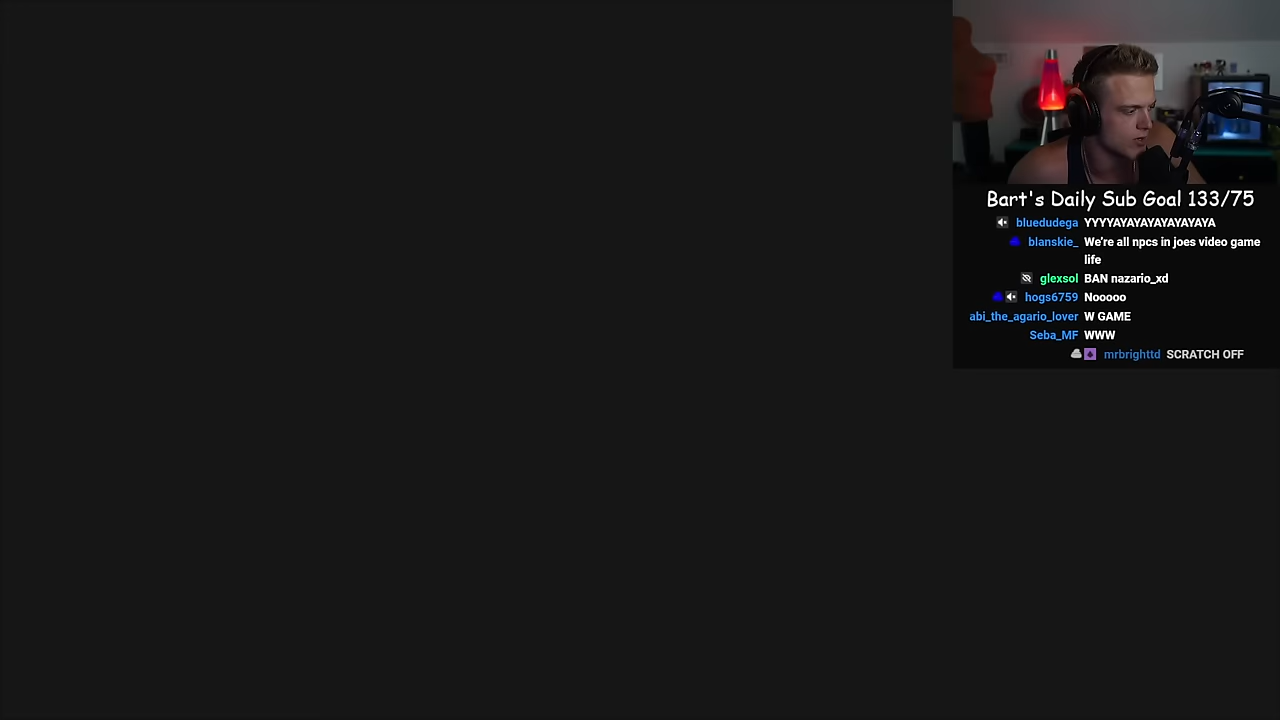 Bart's Daily Sub Goal 133/75
bluedudega YYYYAYAYAYAYAYAYAYA
blanskie_ We're all npcs in joes video game
life
glexsol BAN nazario_xd
hogs6759 Nooooo
abi_the_agario_lover W GAME
Seba_MF WWW
mrbrighttd SCRATCH OFF